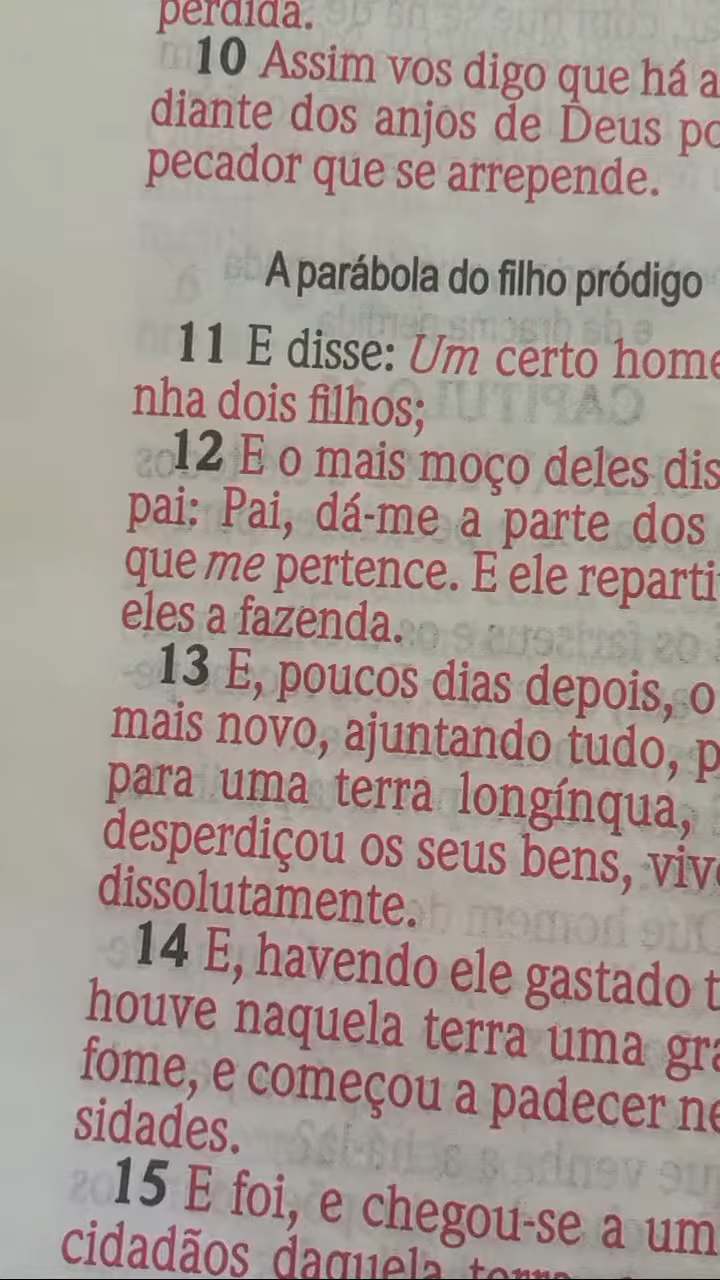 perdida.
10 Assim vos digo que há a
diante dos anjos de Deus po
pecador que se arrepende.
A parábola do filho pródigo
11 E disse: Um certo home
nha dois filhos;
12 E o mais moço deles dis
pai: Pai, dá-me a parte dos
que me pertence. E ele reparti
eles a fazenda.
13 E, poucos dias depois, o
mais novo, ajuntando tudo, p
para uma terra longínqua,
desperdiçou os seus bens, viv
dissolutamente.
14 E, havendo ele gastado t
houve naquela terra uma gra
fome, e começou a padecer ne
sidades.
15 E foi, e chegou-se a um
cidadãos daquela terra